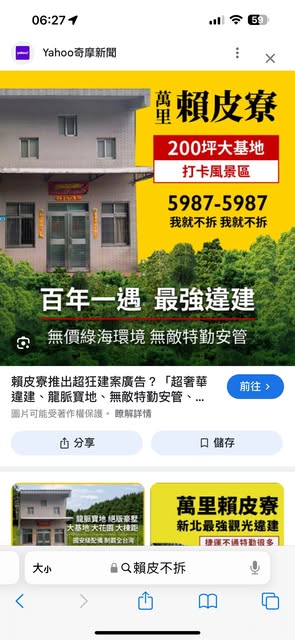 06:27
59
yahoo!
Yahoo奇摩新聞
萬里
賴皮寮
200坪大基地
打卡風景區
5987-5987
我就不拆 我就不拆
百年一遇 最強違建
無價綠海環境 無敵特勤安管
賴皮寮推出超狂建案廣告？「超奢華
違建、龍脈寶地、無敵特勤安管、...
前往 >
圖片可能受著作權保護。瞭解詳情
分享
儲存
龍脈寶地 絕版豪墅
大基地 大花園 大棟距
國安級配備 制霸全台灣
萬里賴皮寮
新北最強觀光違建
捷運不通特勤很多
大小
賴皮不拆